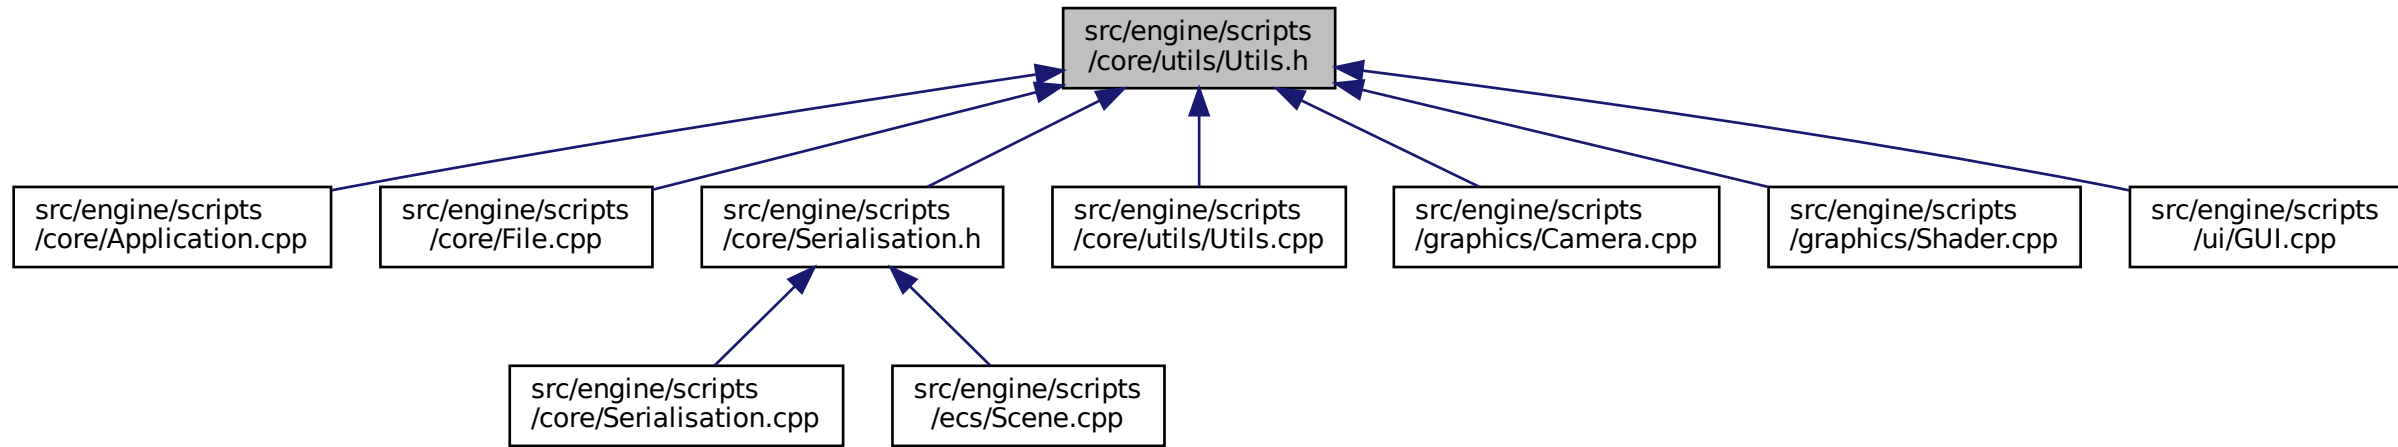 src/engine/scripts
/core/utils/Utils.h
src/engine/scripts
/core/Application.cpp
src/engine/scripts
/core/File.cpp
src/engine/scripts
/core/Serialisation.h
src/engine/scripts
/core/utils/Utils.cpp
src/engine/scripts
/graphics/Camera.cpp
src/engine/scripts
/graphics/Shader.cpp
src/engine/scripts
/ui/GUI.cpp
src/engine/scripts
/core/Serialisation.cpp
src/engine/scripts
/ecs/Scene.cpp